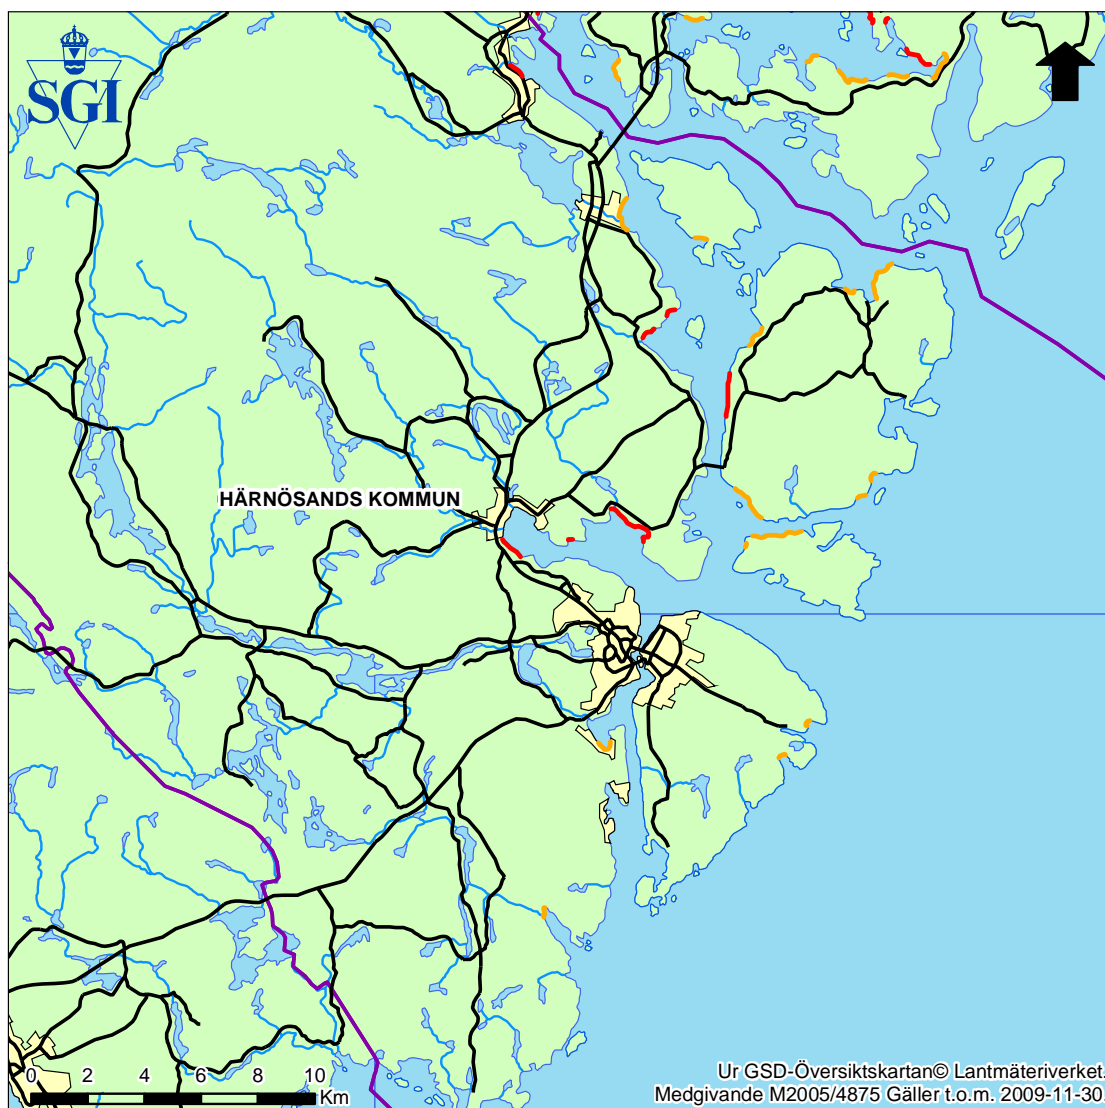 SGI
HÄRNÖSANDS KOMMUN
0 2 4 6 8 10
Km
Ur GSD-Översiktskartan© Lantmäteriverket.
Medgivande M2005/4875 Gäller t.o.m. 2009-11-30.